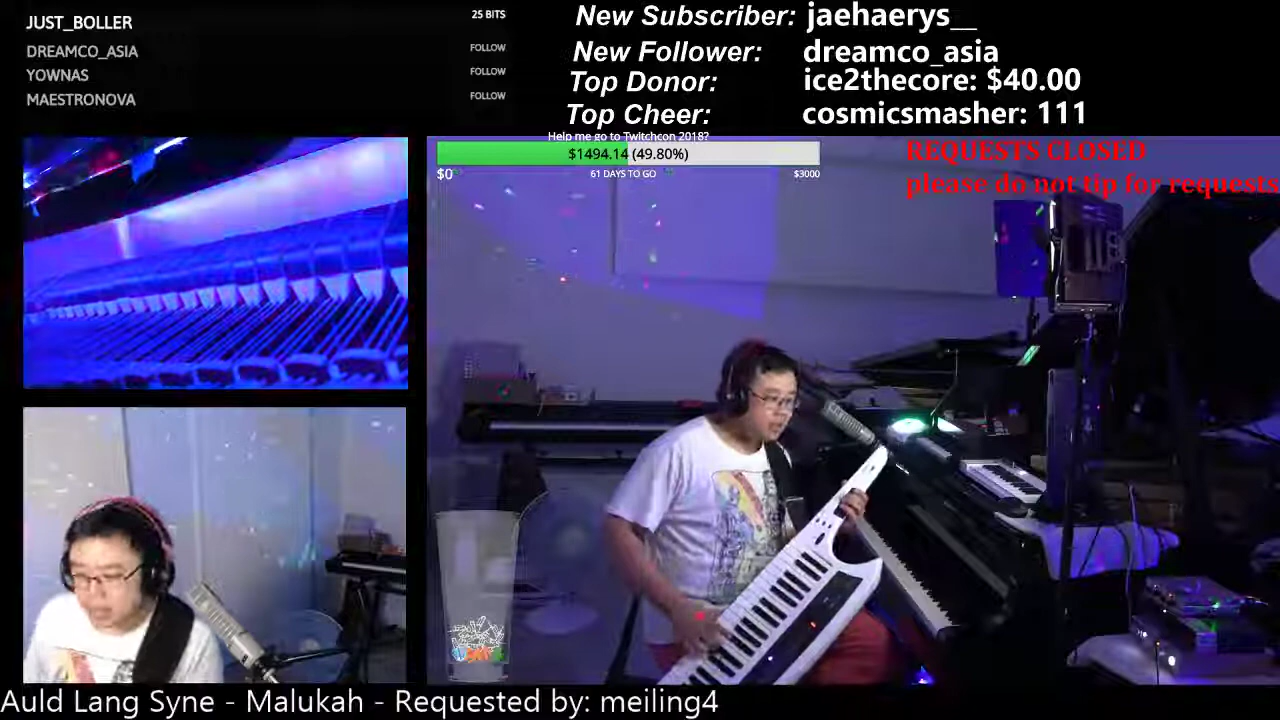 JUST_BOLLER 25 BITS
DREAMCO_ASIA FOLLOW
YOWNAS FOLLOW
MAESTRONOVA FOLLOW
New Subscriber: jaehaerys__
New Follower: dreamco_asia
Top Donor: ice2thecore: $40.00
Top Cheer: cosmicsmasher: 111
Help me go to Twitchcon 2018?
$1494.14 (49.80%)
$0 61 DAYS TO GO $3000
REQUESTS CLOSED
please do not tip for requests
Auld Lang Syne - Malukah - Requested by: meiling4